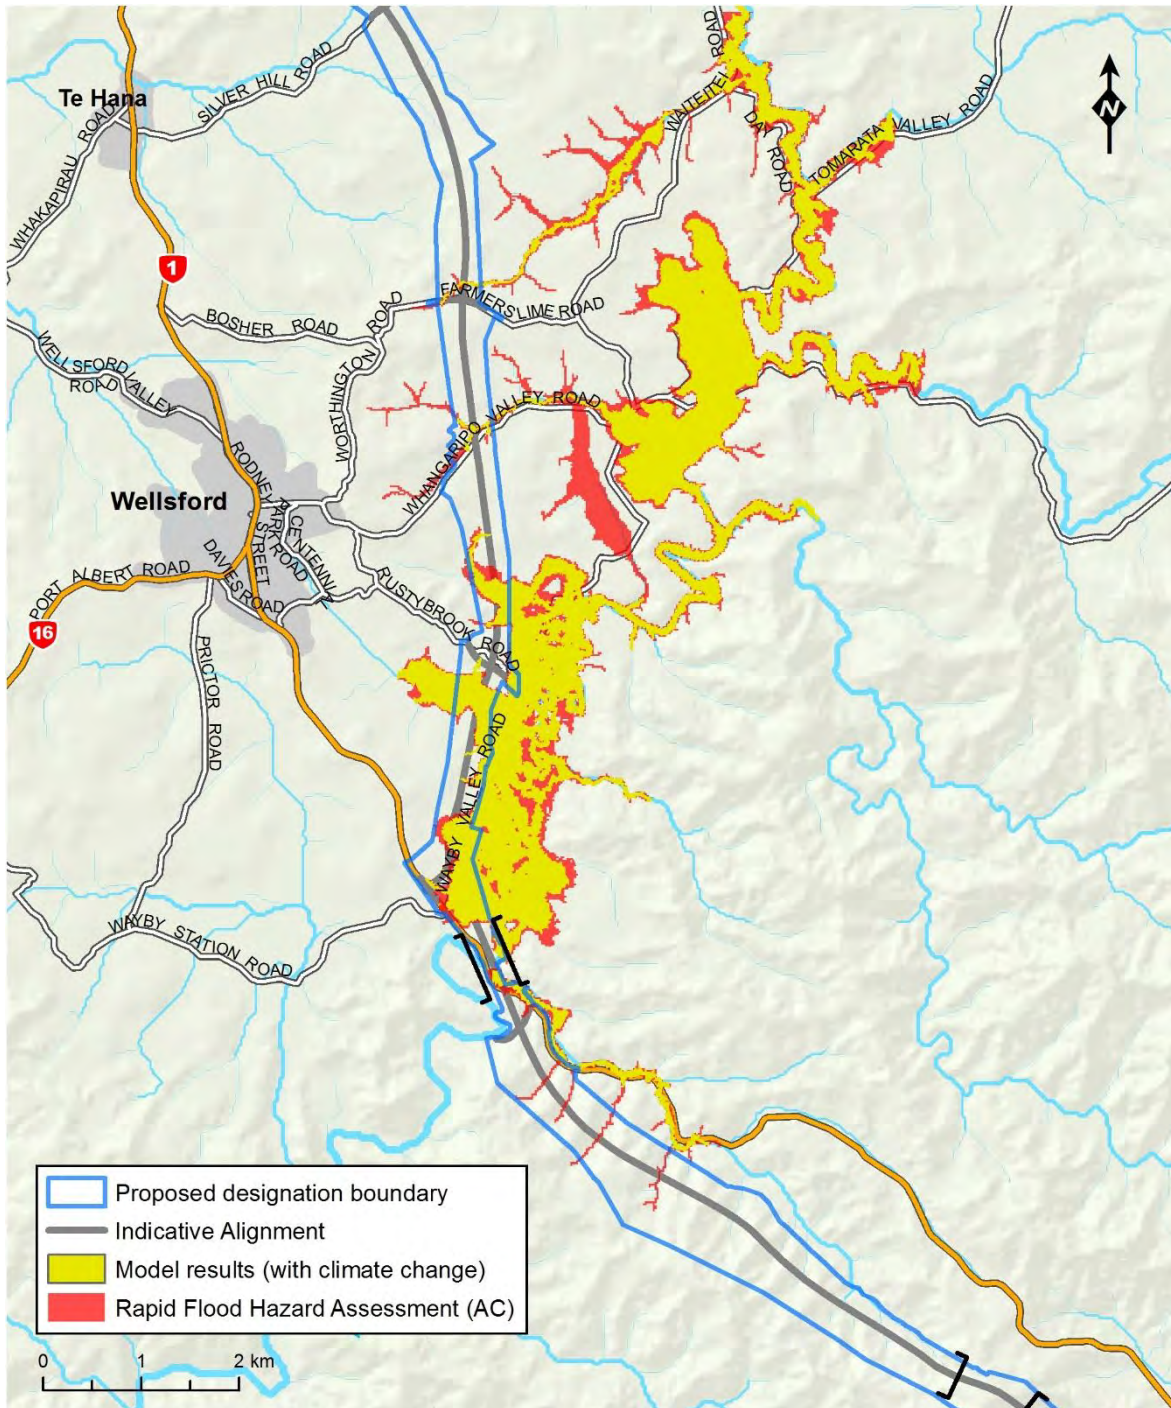 Te Hana
SILVER HILL ROAD
WHAKAPIRAU ROAD
ROAD
WAITEITEI
DAY ROAD
TOMARATA VALLEY ROAD
N
1
BOSHER ROAD
FARMERS LIME ROAD
WORTHINGTON ROAD
WELLSFORD VALLEY
ROAD
WHANGARIPO VALLEY ROAD
Wellsford
RODNEY
STREET
PARK ROAD
CENTENNIAL
DAVIES ROAD
PORT ALBERT ROAD
16
RUSTYBROOK ROAD
PRICTOR ROAD
WAYBY VALLEY ROAD
WAYBY STATION ROAD
Proposed designation boundary
Indicative Alignment
Model results (with climate change)
Rapid Flood Hazard Assessment (AC)
0 1 2 km